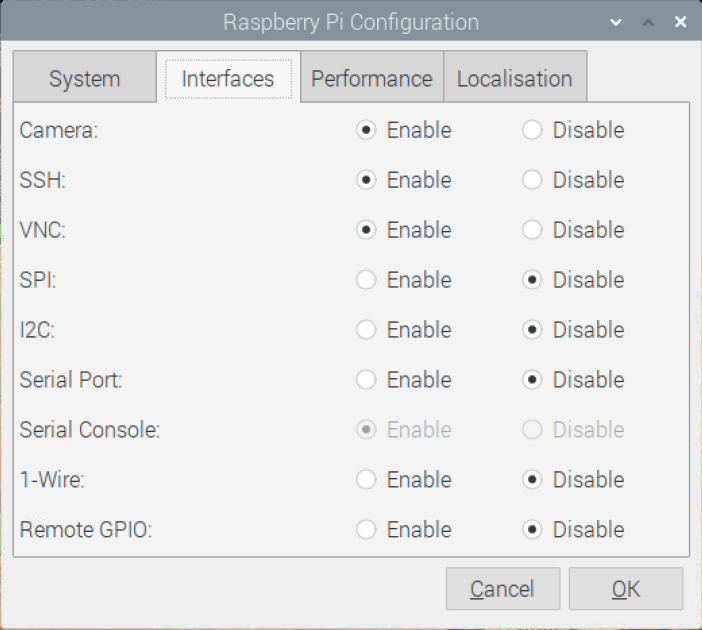 Raspberry Pi Configuration
System Interfaces Performance Localisation
Camera: Enable Disable
SSH: Enable Disable
VNC: Enable Disable
SPI: Enable Disable
I2C: Enable Disable
Serial Port: Enable Disable
Serial Console: Enable Disable
1-Wire: Enable Disable
Remote GPIO: Enable Disable
Cancel OK